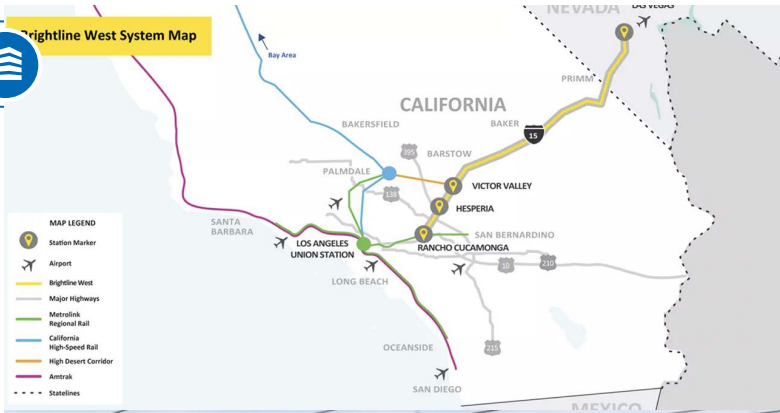 NEVADA
LAS VEGAS
Brightline West System Map
Bay Area
PRIMM
CALIFORNIA
BAKERSFIELD
BAKER
15
395
BARSTOW
PALMDALE
VICTOR VALLEY
138
HESPERIA
MAP LEGEND
Station Marker
Airport
Brightline West
Major Highways
Metrolink
Regional Rail
California
High-Speed Rail
High Desert Corridor
Amtrak
Statelines
SANTA
BARBARA
LOS ANGELES
UNION STATION
SAN BERNARDINO
RANCHO CUCAMONGA
10
210
LONG BEACH
OCEANSIDE
215
SAN DIEGO
MEXICO